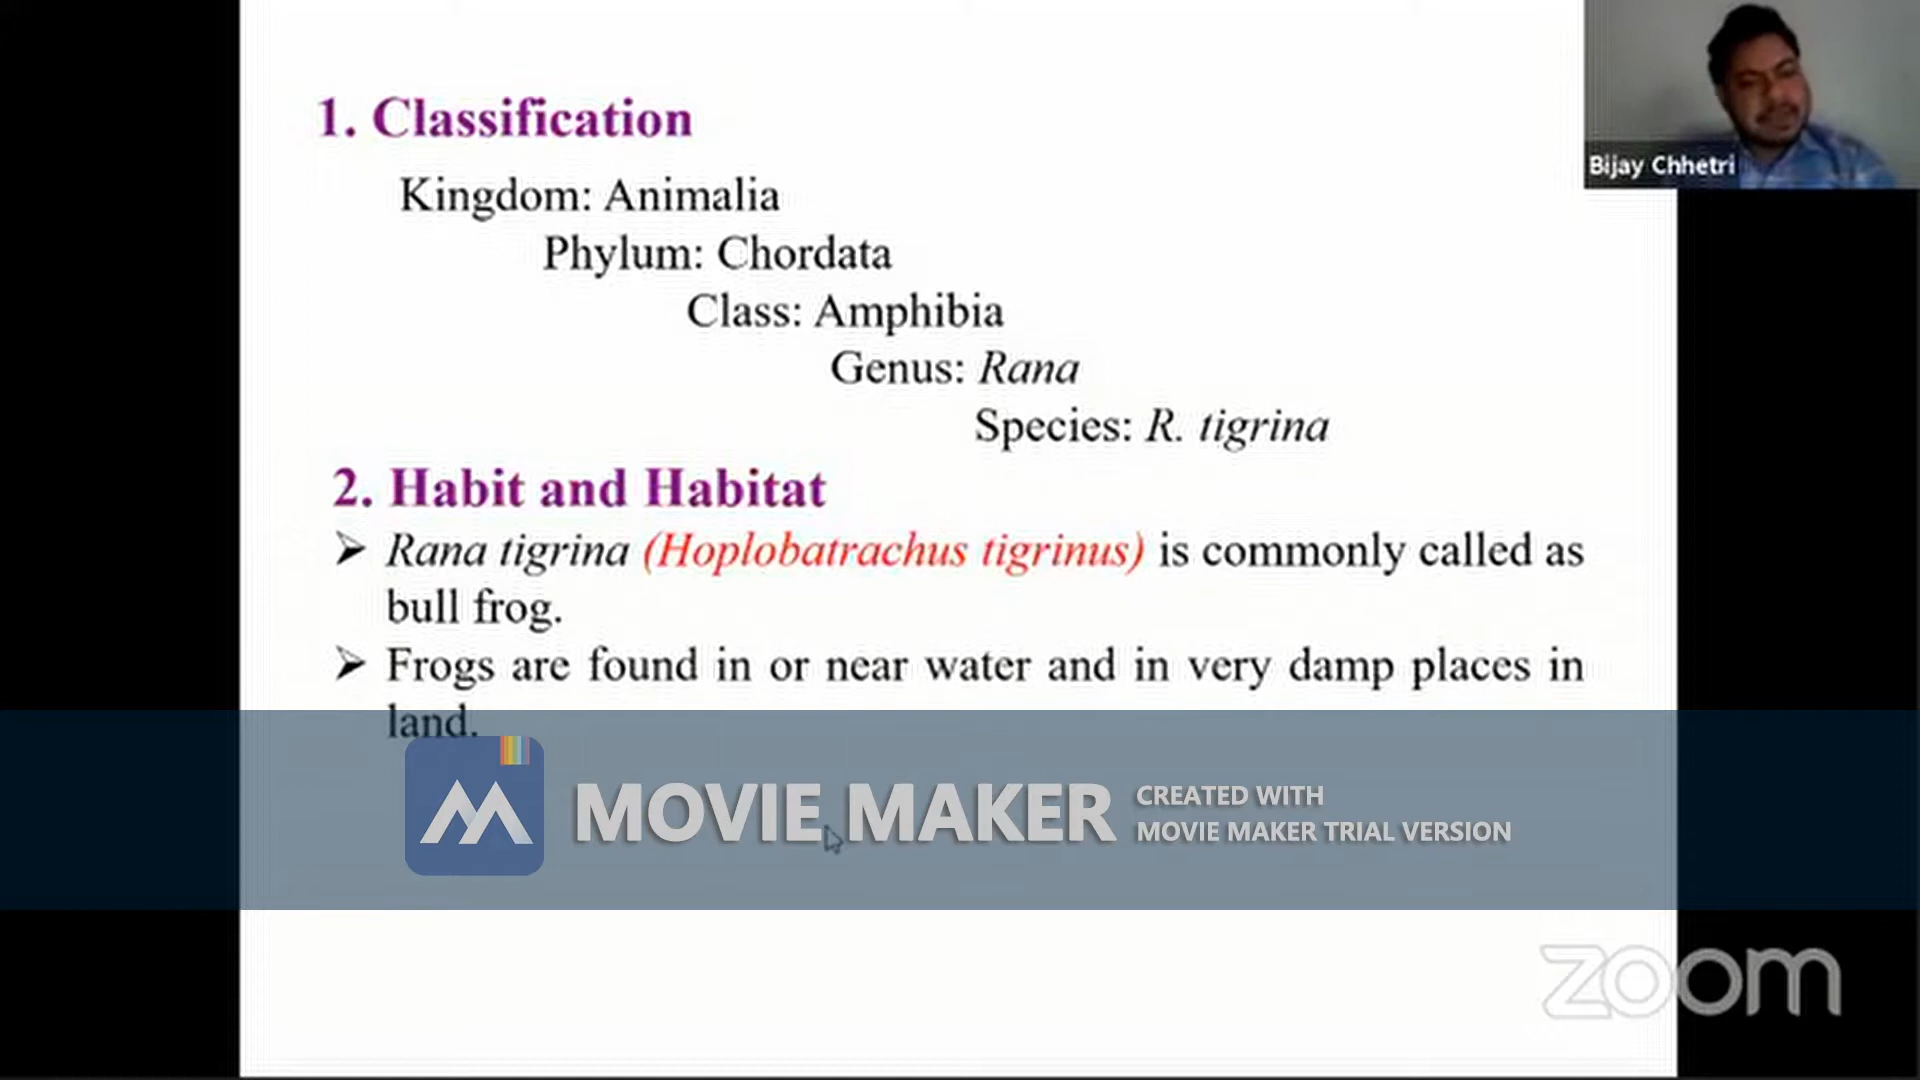 1. Classification
Kingdom: Animalia
Phylum: Chordata
Class: Amphibia
Genus: Rana
Species: R. tigrina
2. Habit and Habitat
➢ Rana tigrina (Hoplobatrachus tigrinus) is commonly called as
bull frog.
➢ Frogs are found in or near water and in very damp places in
land.
Bijay Chhetri
MOVIE MAKER
CREATED WITH
MOVIE MAKER TRIAL VERSION
zoom